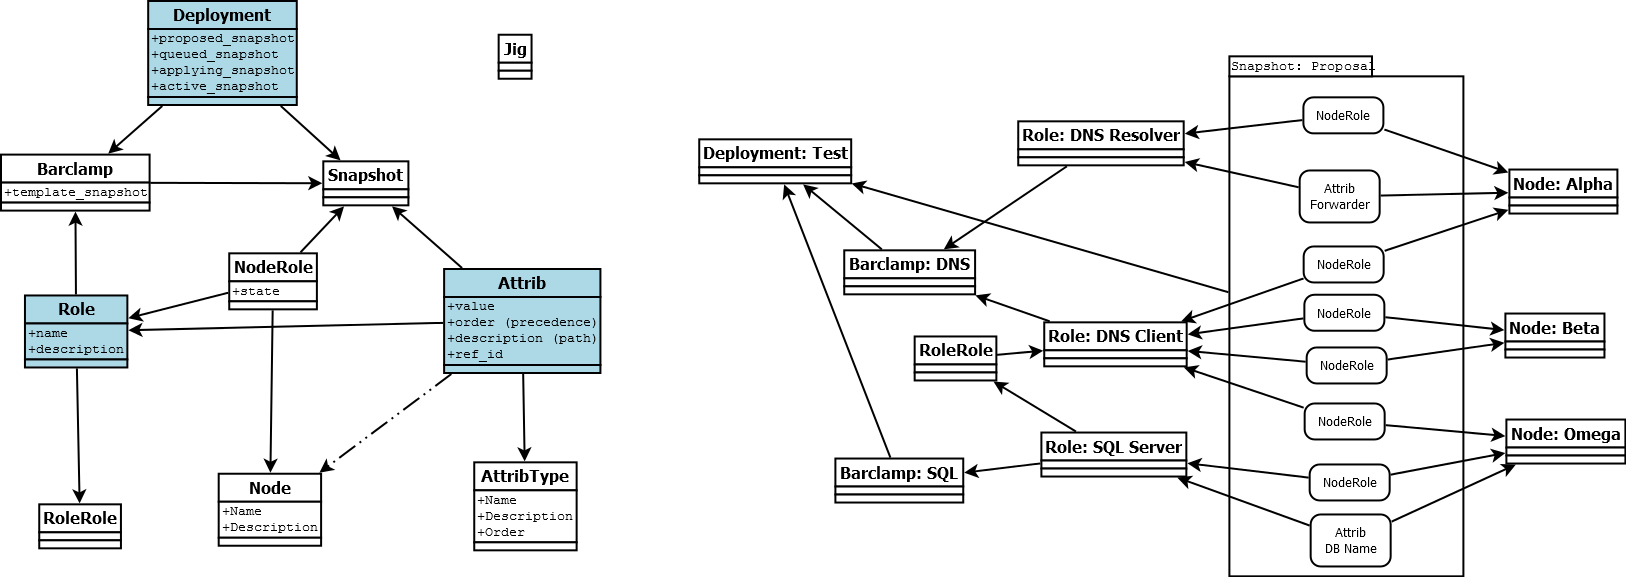 Deployment
+proposed_snapshot
+queued_snapshot
+applying_snapshot
+active_snapshot
Jig
Barclamp
+template_snapshot
Snapshot
NodeRole
+state
Role
+name
+description
Attrib
+value
+order (precedence)
+description (path)
+ref_id
RoleRole
Node
+Name
+Description
AttribType
+Name
+Description
+Order
Snapshot: Proposal
Deployment: Test
Role: DNS Resolver
NodeRole
Attrib
Forwarder
Node: Alpha
Barclamp: DNS
NodeRole
Role: DNS Client
NodeRole
Node: Beta
RoleRole
NodeRole
NodeRole
Role: SQL Server
Node: Omega
Barclamp: SQL
NodeRole
Attrib
DB Name